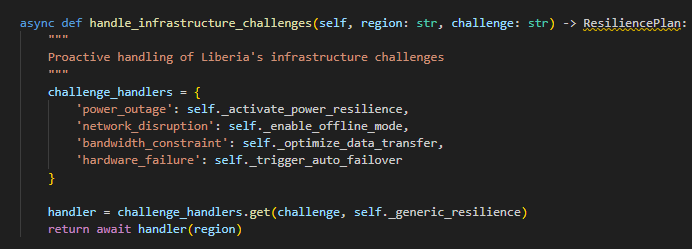 async def handle_infrastructure_challenges(self, region: str, challenge: str) -> ResiliencePlan:
    """
    Proactive handling of Liberia's infrastructure challenges
    """
    challenge_handlers = {
        'power_outage': self._activate_power_resilience,
        'network_disruption': self._enable_offline_mode,
        'bandwidth_constraint': self._optimize_data_transfer,
        'hardware_failure': self._trigger_auto_failover
    }

    handler = challenge_handlers.get(challenge, self._generic_resilience)
    return await handler(region)